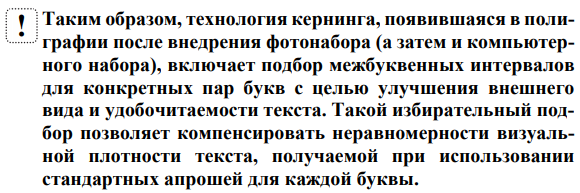 ! Таким образом, технология кернинга, появившаяся в поли-
графии после внедрения фотонабора (а затем и компьютер-
ного набора), включает подбор межбуквенных интервалов
для конкретных пар букв с целью улучшения внешнего
вида и удобочитаемости текста. Такой избирательный под-
бор позволяет компенсировать неравномерности визуаль-
ной плотности текста, получаемой при использовании
стандартных апрошей для каждой буквы.